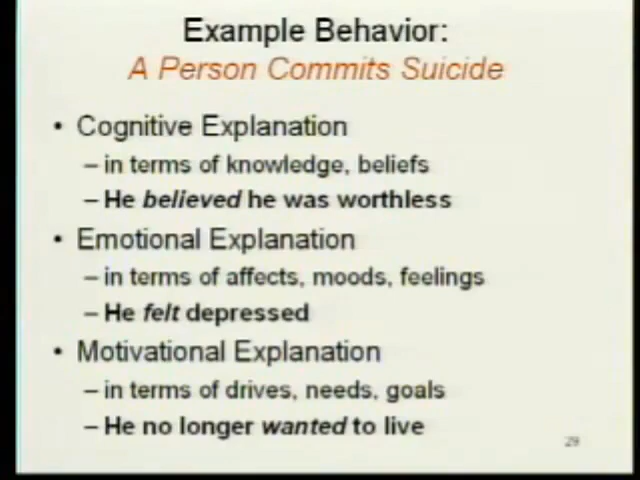 Example Behavior:
A Person Commits Suicide
• Cognitive Explanation
– in terms of knowledge, beliefs
– He believed he was worthless
• Emotional Explanation
– in terms of affects, moods, feelings
– He felt depressed
• Motivational Explanation
– in terms of drives, needs, goals
– He no longer wanted to live
29